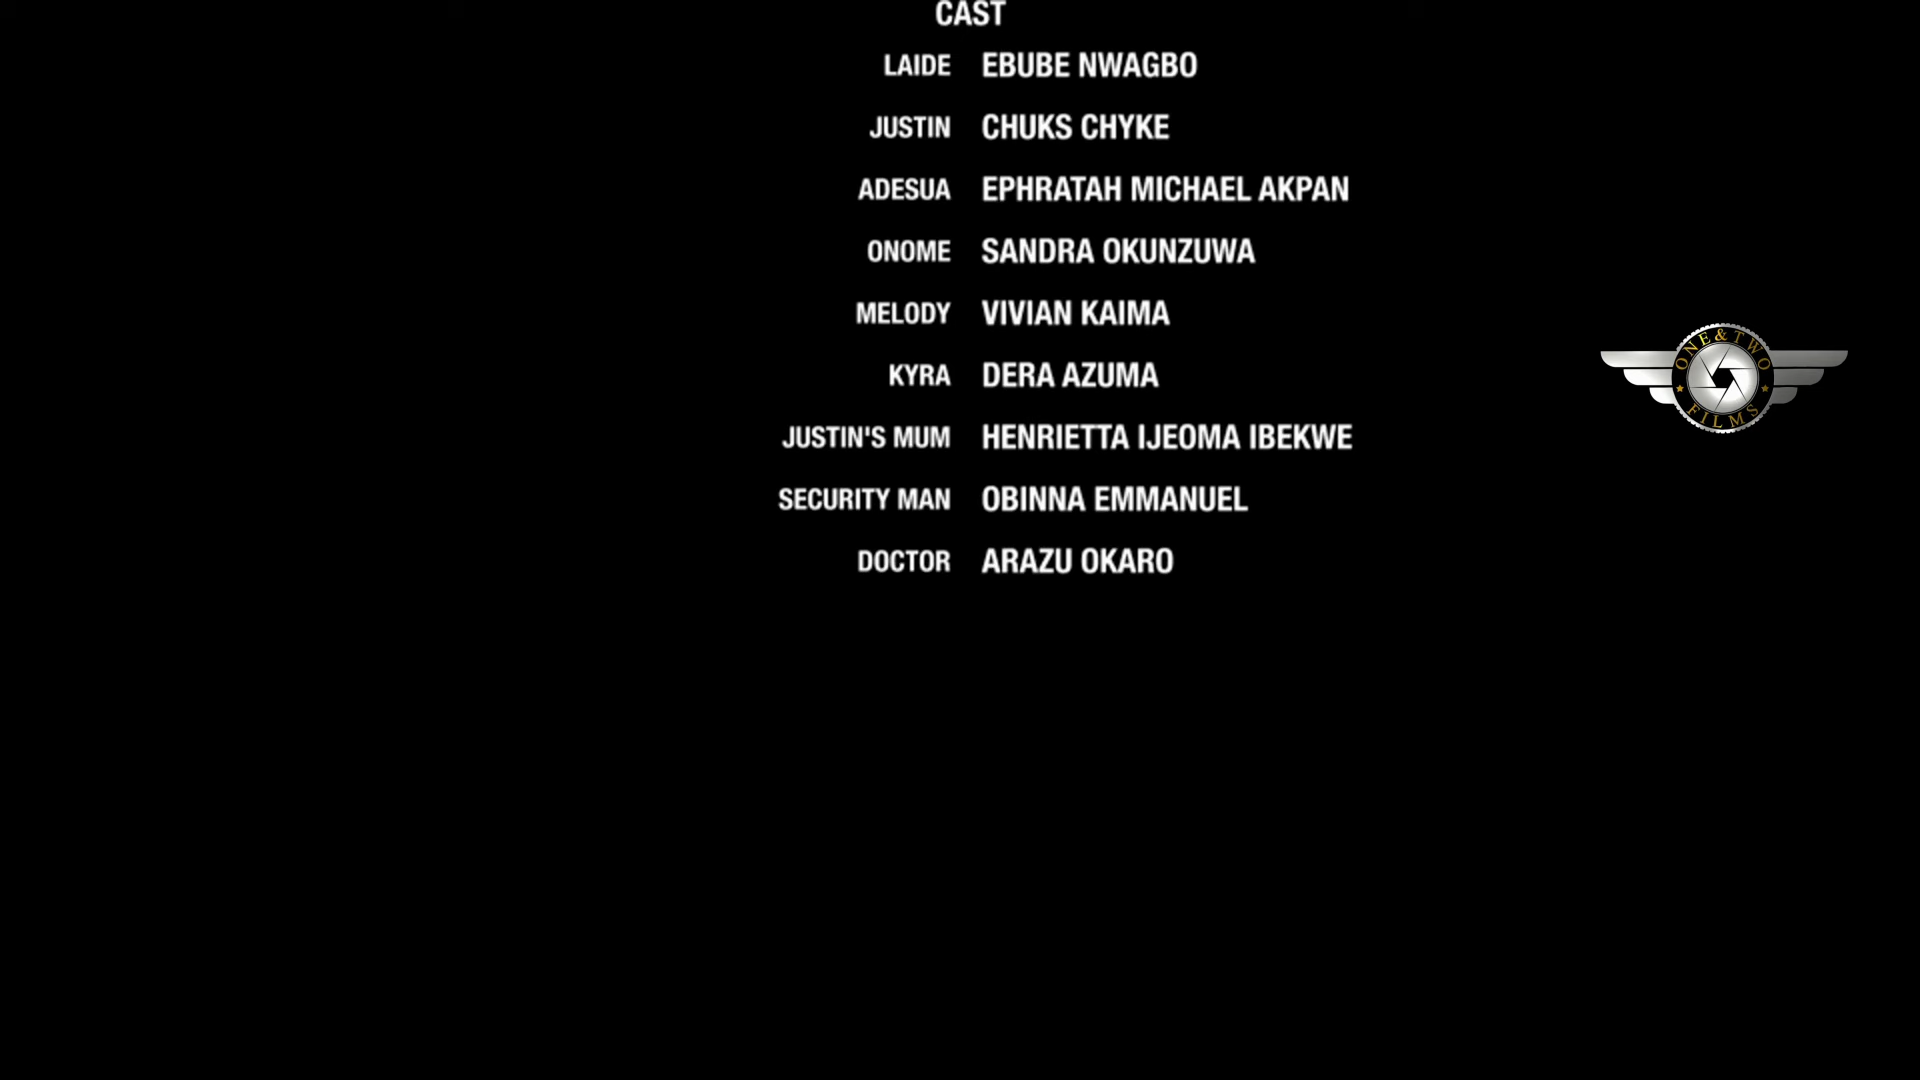 CAST
LAIDE EBUBE NWAGBO
JUSTIN CHUKS CHYKE
ADESUA EPHRATAH MICHAEL AKPAN
ONOME SANDRA OKUNZUWA
MELODY VIVIAN KAIMA
KYRA DERA AZUMA
JUSTIN'S MUM HENRIETTA IJEOMA IBEKWE
SECURITY MAN OBINNA EMMANUEL
DOCTOR ARAZU OKARO
ONE&TWO
FILMS